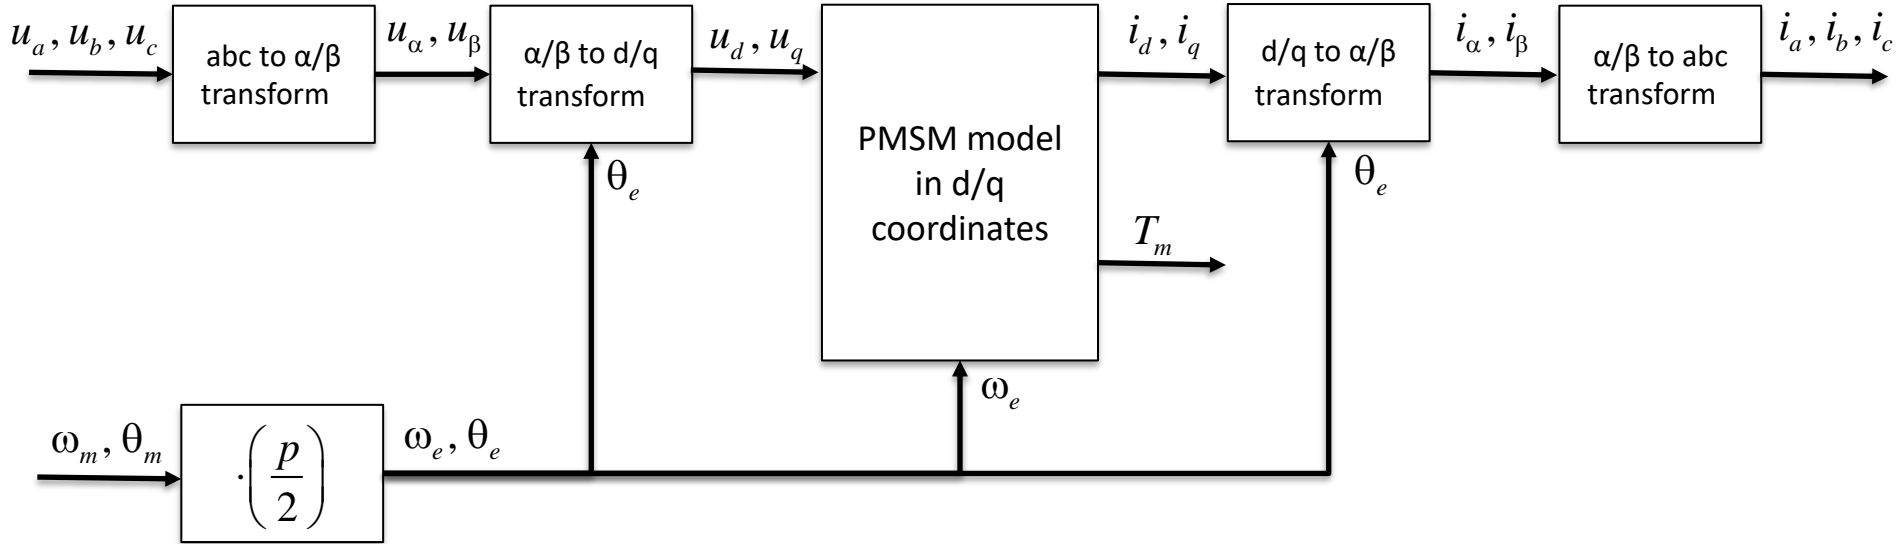 u_a, u_b, u_c
abc to α/β
transform
u_α, u_β
α/β to d/q
transform
u_d, u_q
PMSM model
in d/q
coordinates
i_d, i_q
d/q to α/β
transform
i_α, i_β
α/β to abc
transform
i_a, i_b, i_c
θ_e
θ_e
T_m
ω_e
ω_m, θ_m
·(p/2)
ω_e, θ_e